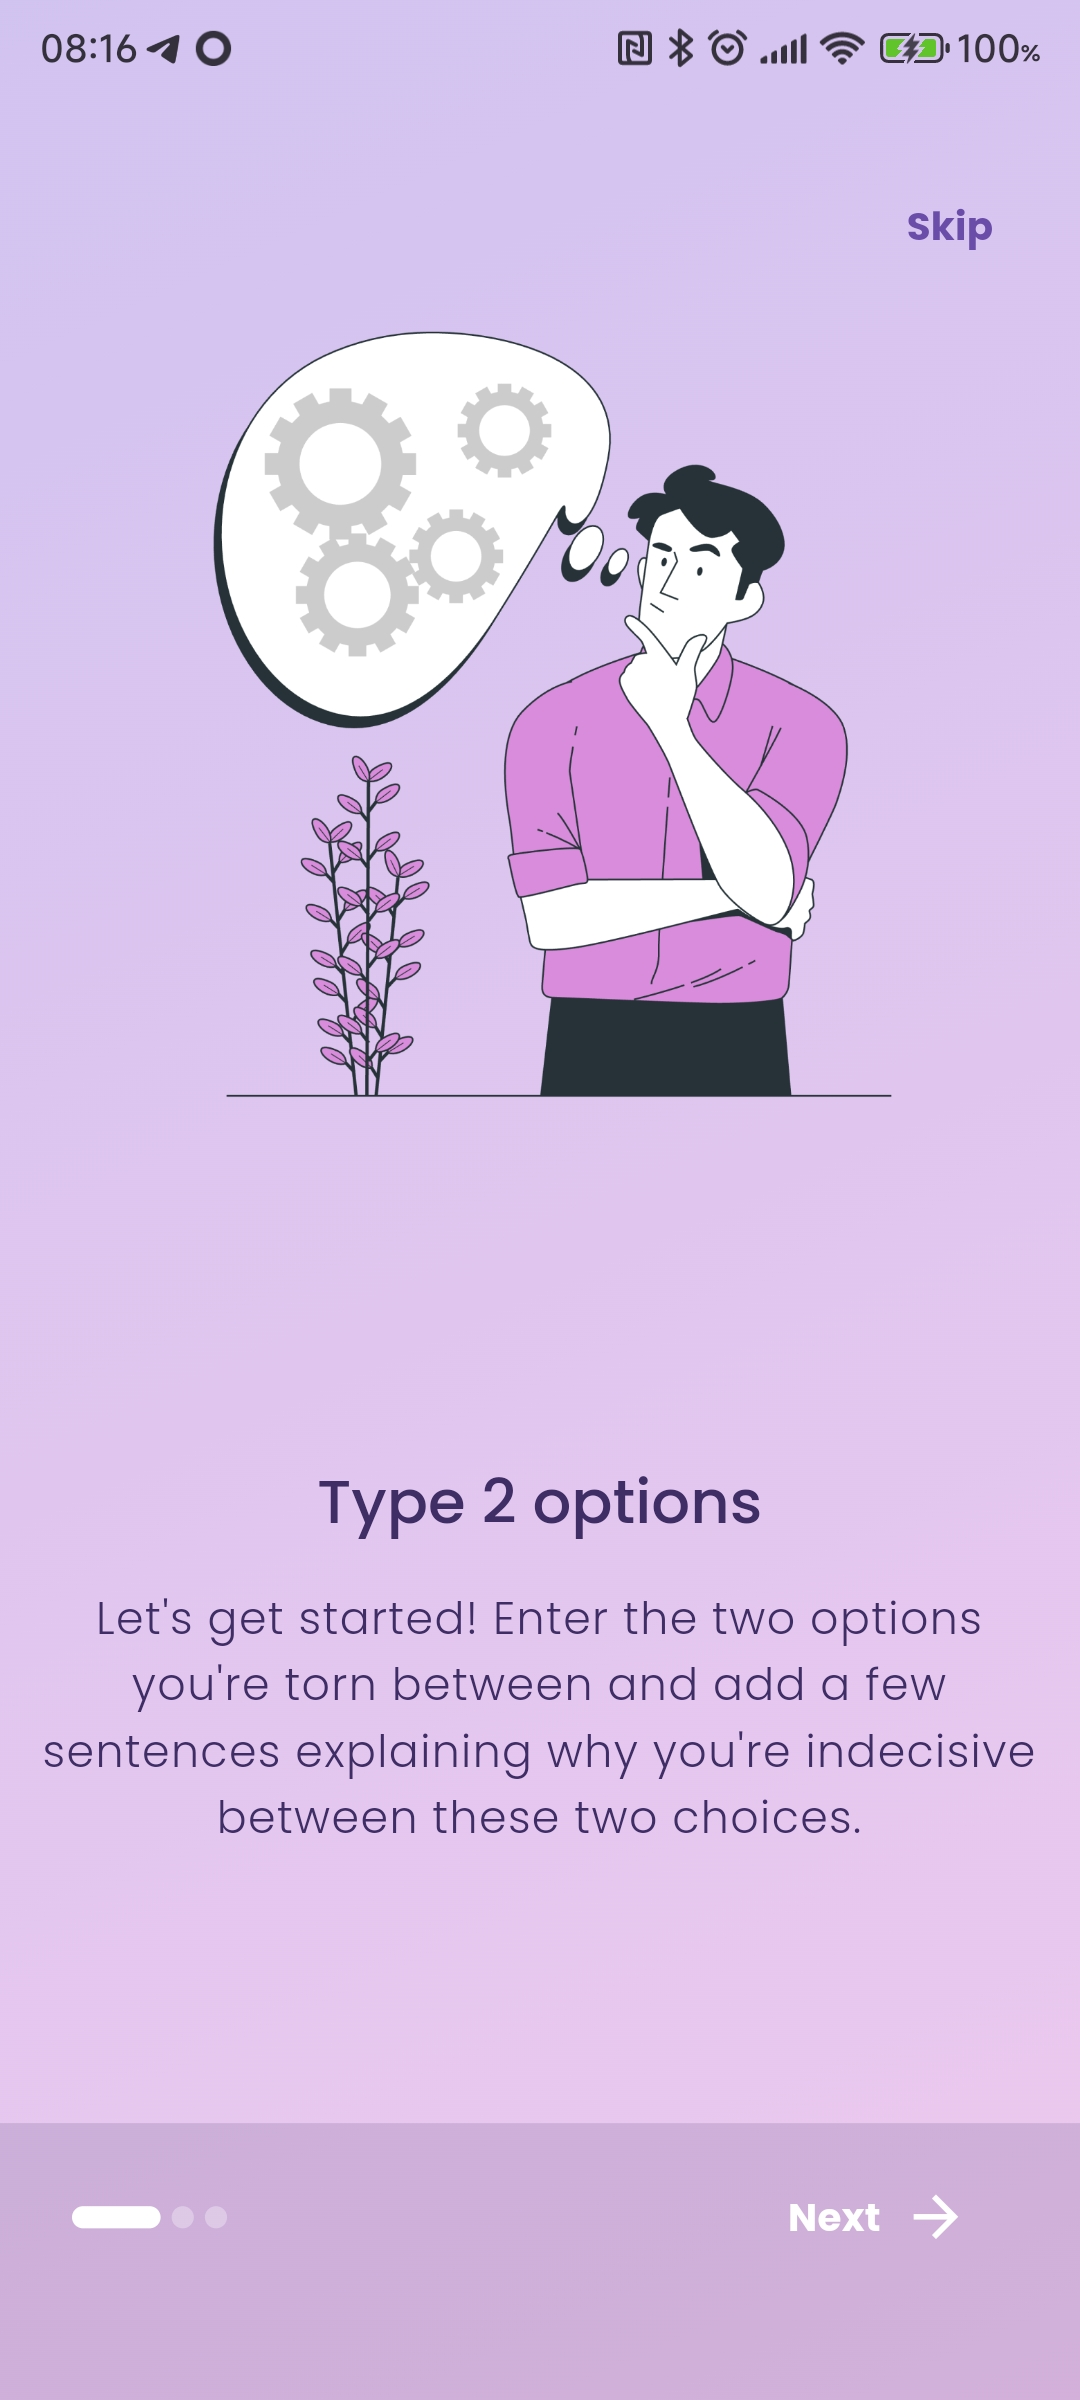 08:16
100%
Skip
Type 2 options
Let's get started! Enter the two options
you're torn between and add a few
sentences explaining why you're indecisive
between these two choices.
Next